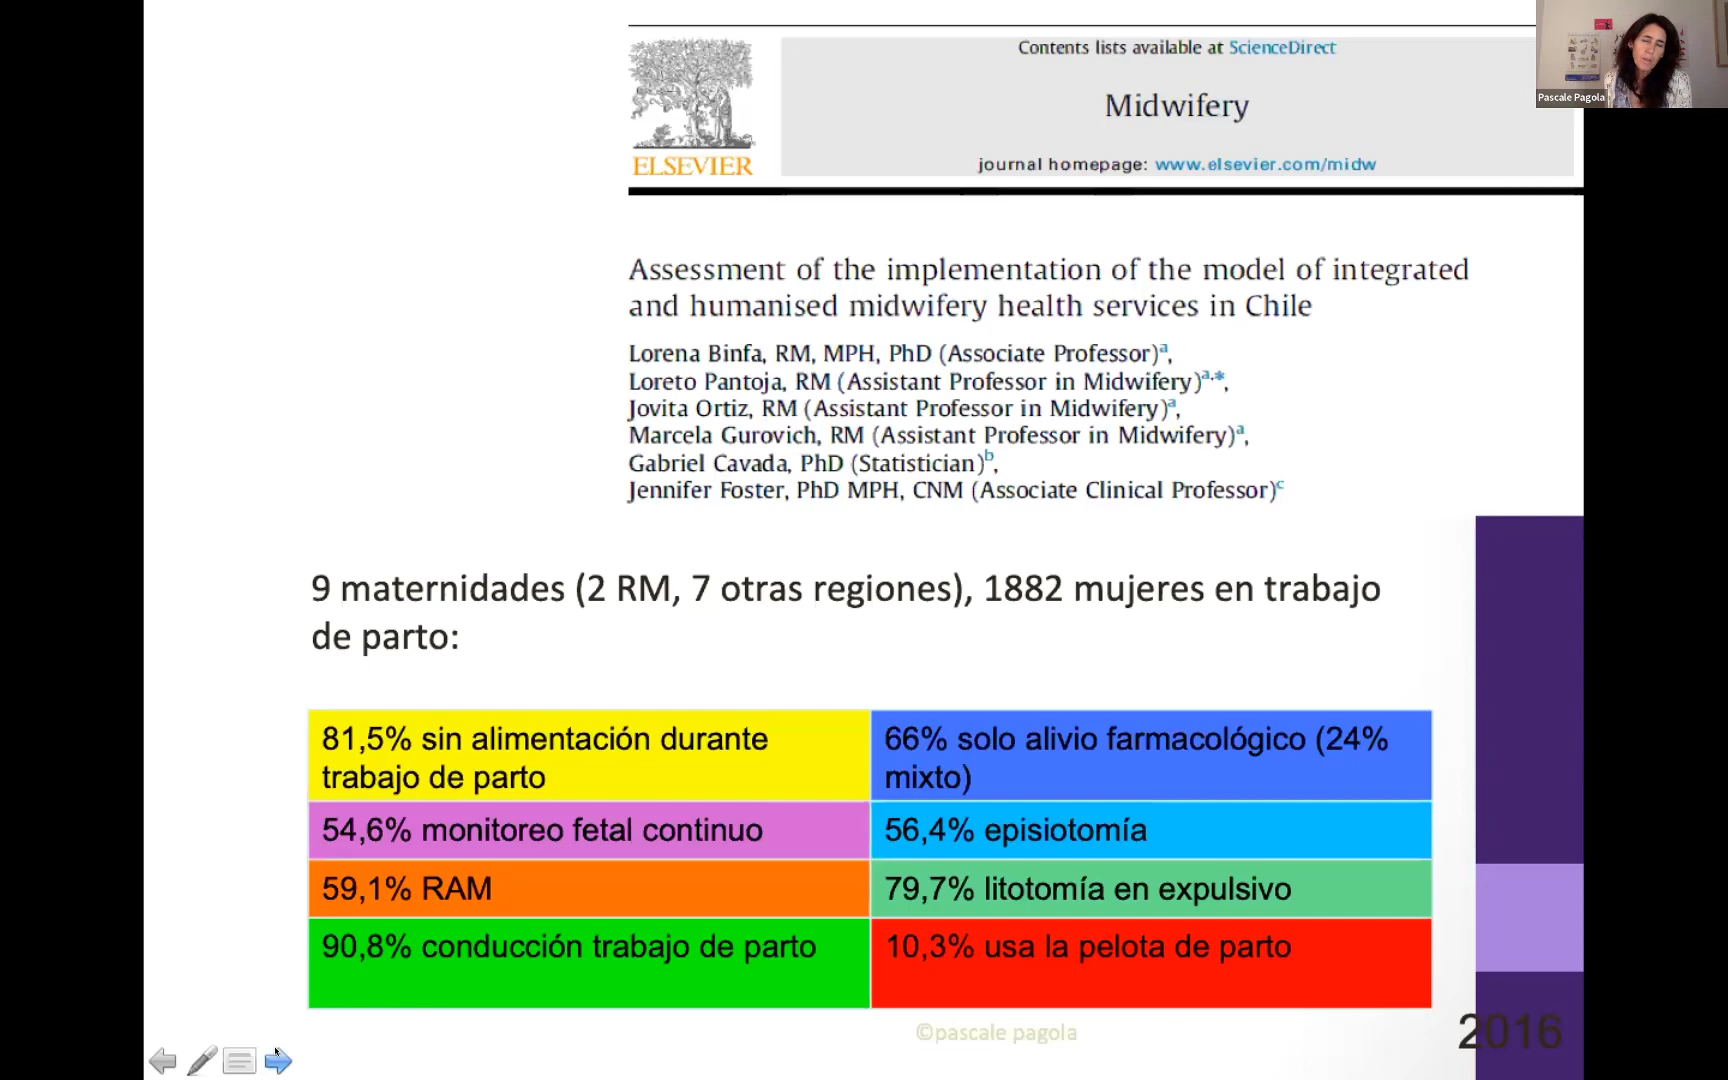 Contents lists available at ScienceDirect
Midwifery
journal homepage: www.elsevier.com/midw
ELSEVIER
Pascale Pagola
Assessment of the implementation of the model of integrated
and humanised midwifery health services in Chile
Lorena Binfa, RM, MPH, PhD (Associate Professor)a,
Loreto Pantoja, RM (Assistant Professor in Midwifery)a,*,
Jovita Ortiz, RM (Assistant Professor in Midwifery)a,
Marcela Gurovich, RM (Assistant Professor in Midwifery)a,
Gabriel Cavada, PhD (Statistician)b,
Jennifer Foster, PhD MPH, CNM (Associate Clinical Professor)c
9 maternidades (2 RM, 7 otras regiones), 1882 mujeres en trabajo
de parto:
81,5% sin alimentación durante
trabajo de parto
66% solo alivio farmacológico (24%
mixto)
54,6% monitoreo fetal continuo
56,4% episiotomía
59,1% RAM
79,7% litotomía en expulsivo
90,8% conducción trabajo de parto
10,3% usa la pelota de parto
©pascale pagola
2016